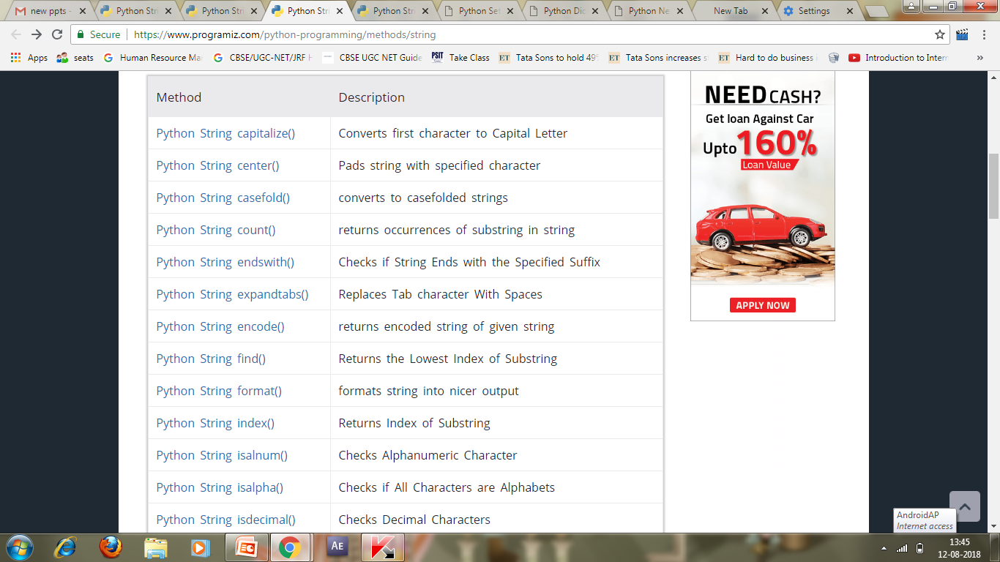 new ppts -
Python Stri
Python Stri
Python Stri
Python Stri
Python Set
Python Dic
Python Ne
New Tab
Settings
Secure
https://www.programiz.com/python-programming/methods/string
Apps
seats
Human Resource Ma
CBSE/UGC-NET/JRF
CBSE UGC NET Guide
PSIT
Take Class
ET
Tata Sons to hold 49
ET
Tata Sons increases s
ET
Hard to do business i
Introduction to Inter
»
Method Description
Python String capitalize() Converts first character to Capital Letter
Python String center() Pads string with specified character
Python String casefold() converts to casefolded strings
Python String count() returns occurrences of substring in string
Python String endswith() Checks if String Ends with the Specified Suffix
Python String expandtabs() Replaces Tab character With Spaces
Python String encode() returns encoded string of given string
Python String find() Returns the Lowest Index of Substring
Python String format() formats string into nicer output
Python String index() Returns Index of Substring
Python String isalnum() Checks Alphanumeric Character
Python String isalpha() Checks if All Characters are Alphabets
Python String isdecimal() Checks Decimal Characters
NEED CASH?
Get loan Against Car
Upto 160%
Loan Value
APPLY NOW
AndroidAP
Internet access
AE
13:45
12-08-2018